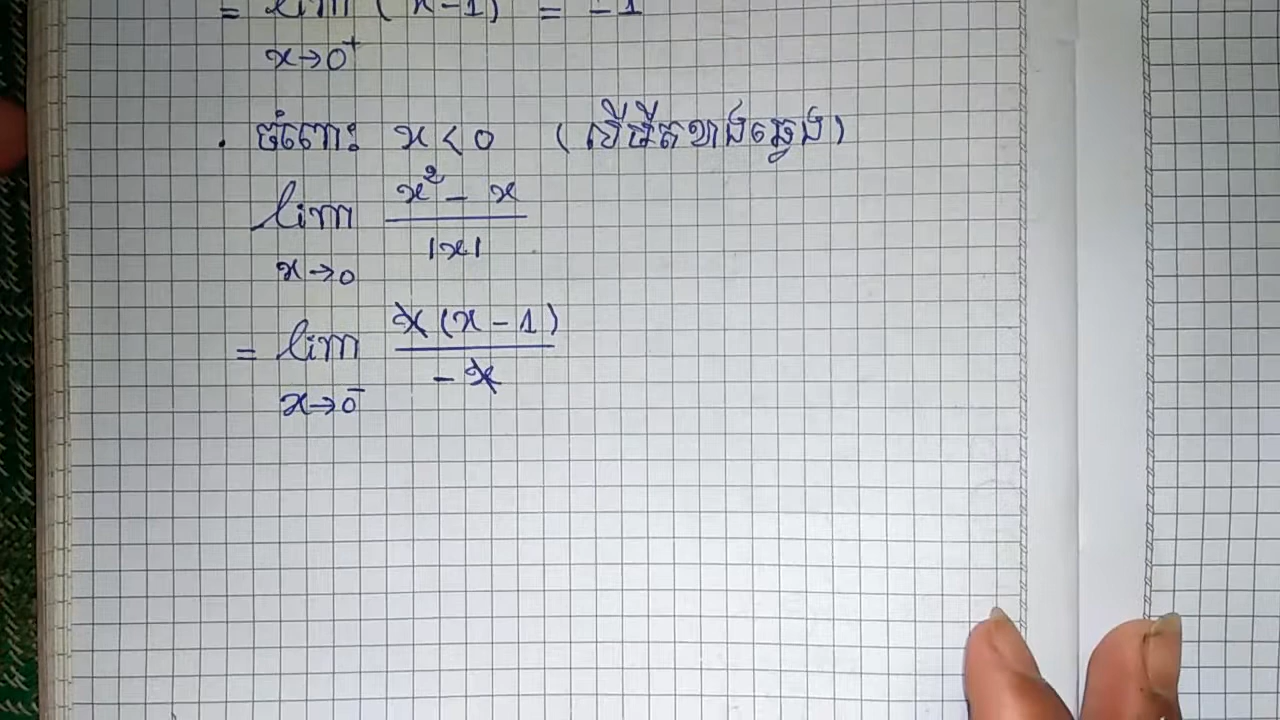 = lim (x-1) = -1
x→0⁺
. ចំពោះ x < 0 (លីមីតខាងឆ្វេង)
lim x² - x / |x|
x→0
= lim x(x-1) / -x
x→0⁻